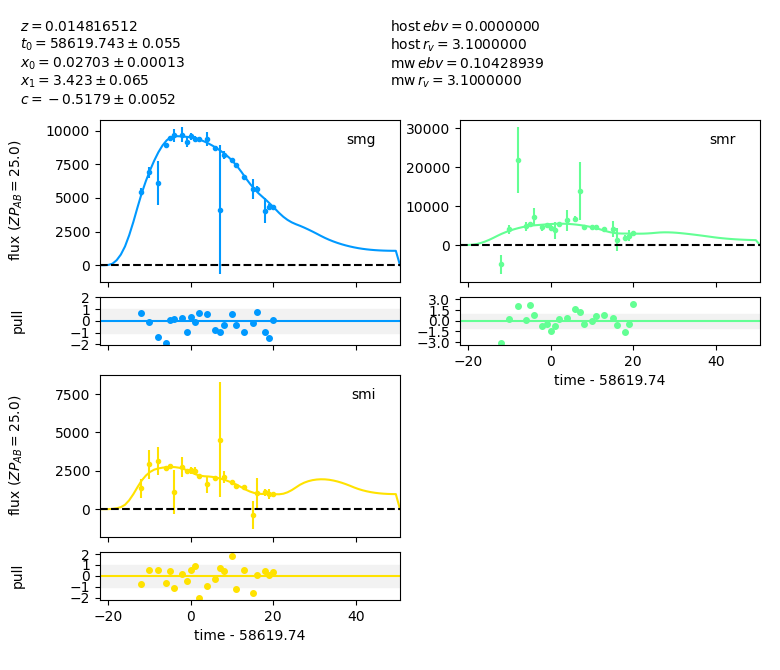 z = 0.014816512
t₀ = 58619.743 ± 0.055
x₀ = 0.02703 ± 0.00013
x₁ = 3.423 ± 0.065
c = −0.5179 ± 0.0052
host ebv = 0.0000000
host r_v = 3.1000000
mw ebv = 0.10428939
mw r_v = 3.1000000
flux (ZP_AB = 25.0)
10000
7500
5000
2500
0
smg
pull
2
1
0
−1
−2
30000
20000
10000
0
smr
3.0
1.5
0.0
−1.5
−3.0
−20
0
20
40
time - 58619.74
flux (ZP_AB = 25.0)
7500
5000
2500
0
smi
pull
2
1
0
−1
−2
−20
0
20
40
time - 58619.74